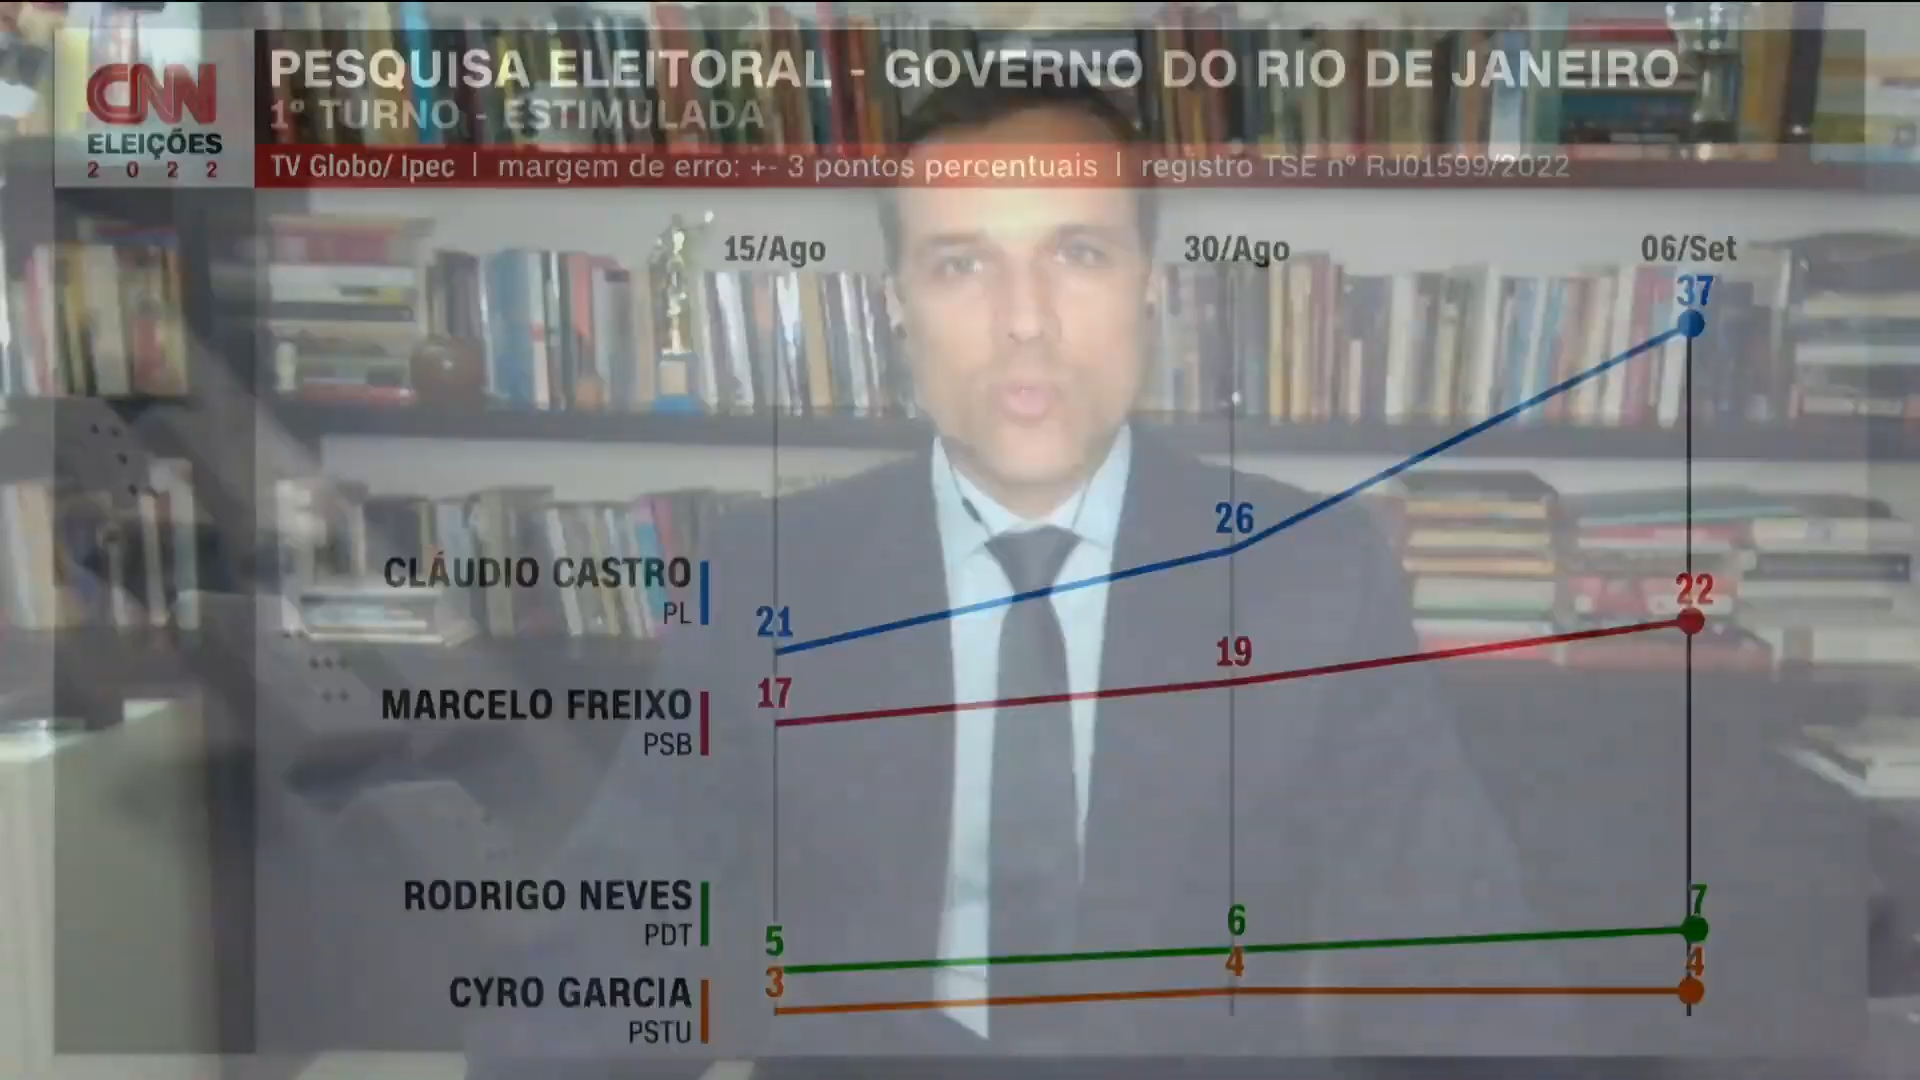 CNN
ELEIÇÕES
2022
PESQUISA ELEITORAL - GOVERNO DO RIO DE JANEIRO
1º TURNO - ESTIMULADA
TV Globo/ Ipec | margem de erro: +- 3 pontos percentuais | registro TSE nº RJ01599/2022
15/Ago 30/Ago 06/Set
CLÁUDIO CASTRO
PL
21 26 37
MARCELO FREIXO
PSB
17 19 22
RODRIGO NEVES
PDT
5 6 7
CYRO GARCIA
PSTU
3 4 4